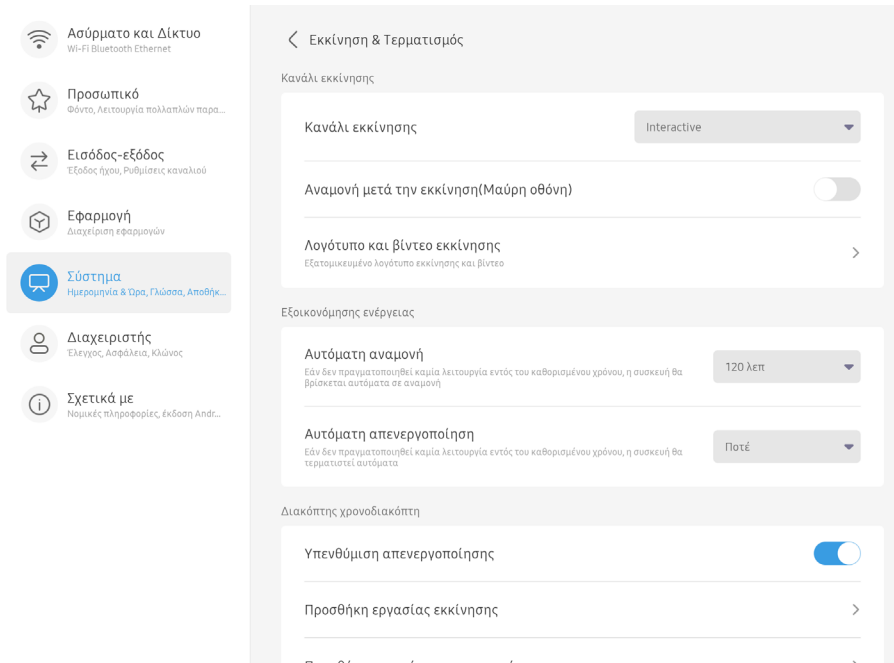 Ασύρματο και Δίκτυο
Wi-Fi Bluetooth Ethernet
Προσωπικό
Φόντο, Λειτουργία πολλαπλών παρα...
Εισόδος-εξόδος
Έξοδος ήχου, Ρυθμίσεις καναλιού
Εφαρμογή
Διαχείριση εφαρμογών
Σύστημα
Ημερομηνία & Ώρα, Γλώσσα, Αποθήκ...
Διαχειριστής
Έλεγχος, Ασφάλεια, Κλώνος
Σχετικά με
Νομικές πληροφορίες, έκδοση Andr...
Εκκίνηση & Τερματισμός
Κανάλι εκκίνησης
Κανάλι εκκίνησης
Interactive
Αναμονή μετά την εκκίνηση(Μαύρη οθόνη)
Λογότυπο και βίντεο εκκίνησης
Εξατομικευμένο λογότυπο εκκίνησης και βίντεο
Εξοικονόμησης ενέργειας
Αυτόματη αναμονή
Εάν δεν πραγματοποιηθεί καμία λειτουργία εντός του καθορισμένου χρόνου, η συσκευή θα
βρίσκεται αυτόματα σε αναμονή
120 λεπ
Αυτόματη απενεργοποίηση
Εάν δεν πραγματοποιηθεί καμία λειτουργία εντός του καθορισμένου χρόνου, η συσκευή θα
τερματιστεί αυτόματα
Ποτέ
Διακόπτης χρονοδιακόπτη
Υπενθύμιση απενεργοποίησης
Προσθήκη εργασίας εκκίνησης